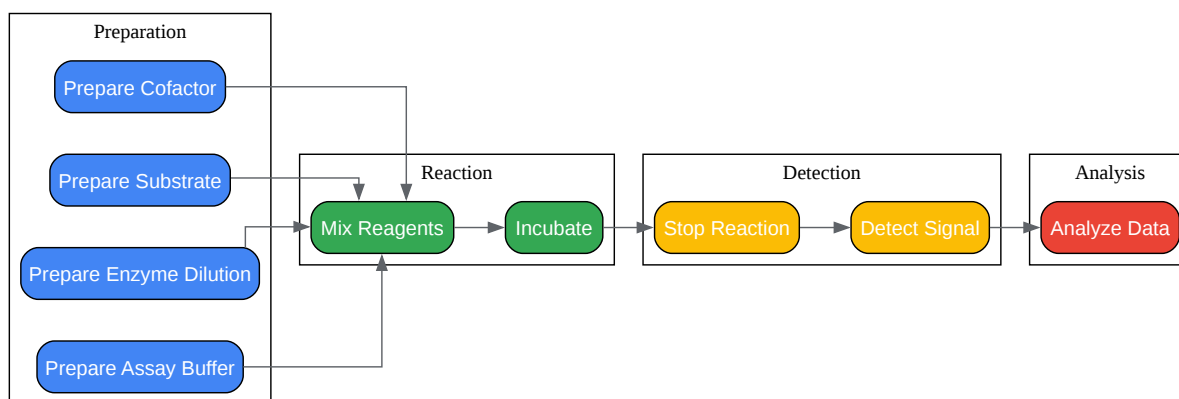 Preparation
Prepare Cofactor
Prepare Substrate
Prepare Enzyme Dilution
Prepare Assay Buffer
Reaction
Mix Reagents
Incubate
Detection
Stop Reaction
Detect Signal
Analysis
Analyze Data